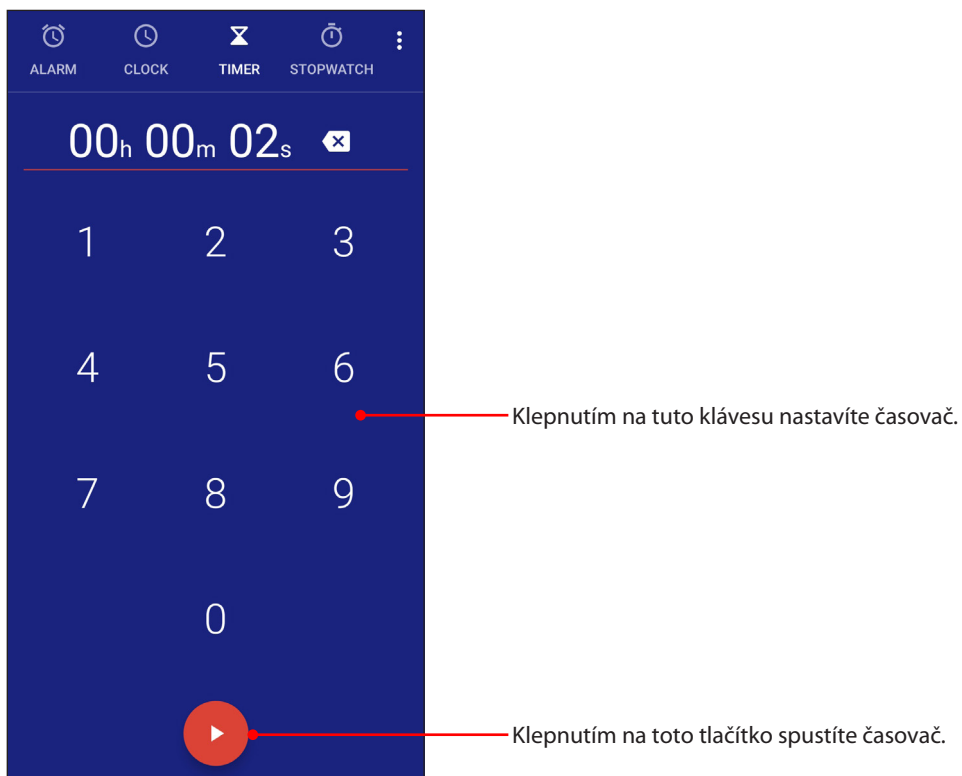 ALARM CLOCK TIMER STOPWATCH
00h 00m 02s
1 2 3
4 5 6
Klepnutím na tuto klávesu nastavíte časovač.
7 8 9
0
Klepnutím na toto tlačítko spustíte časovač.